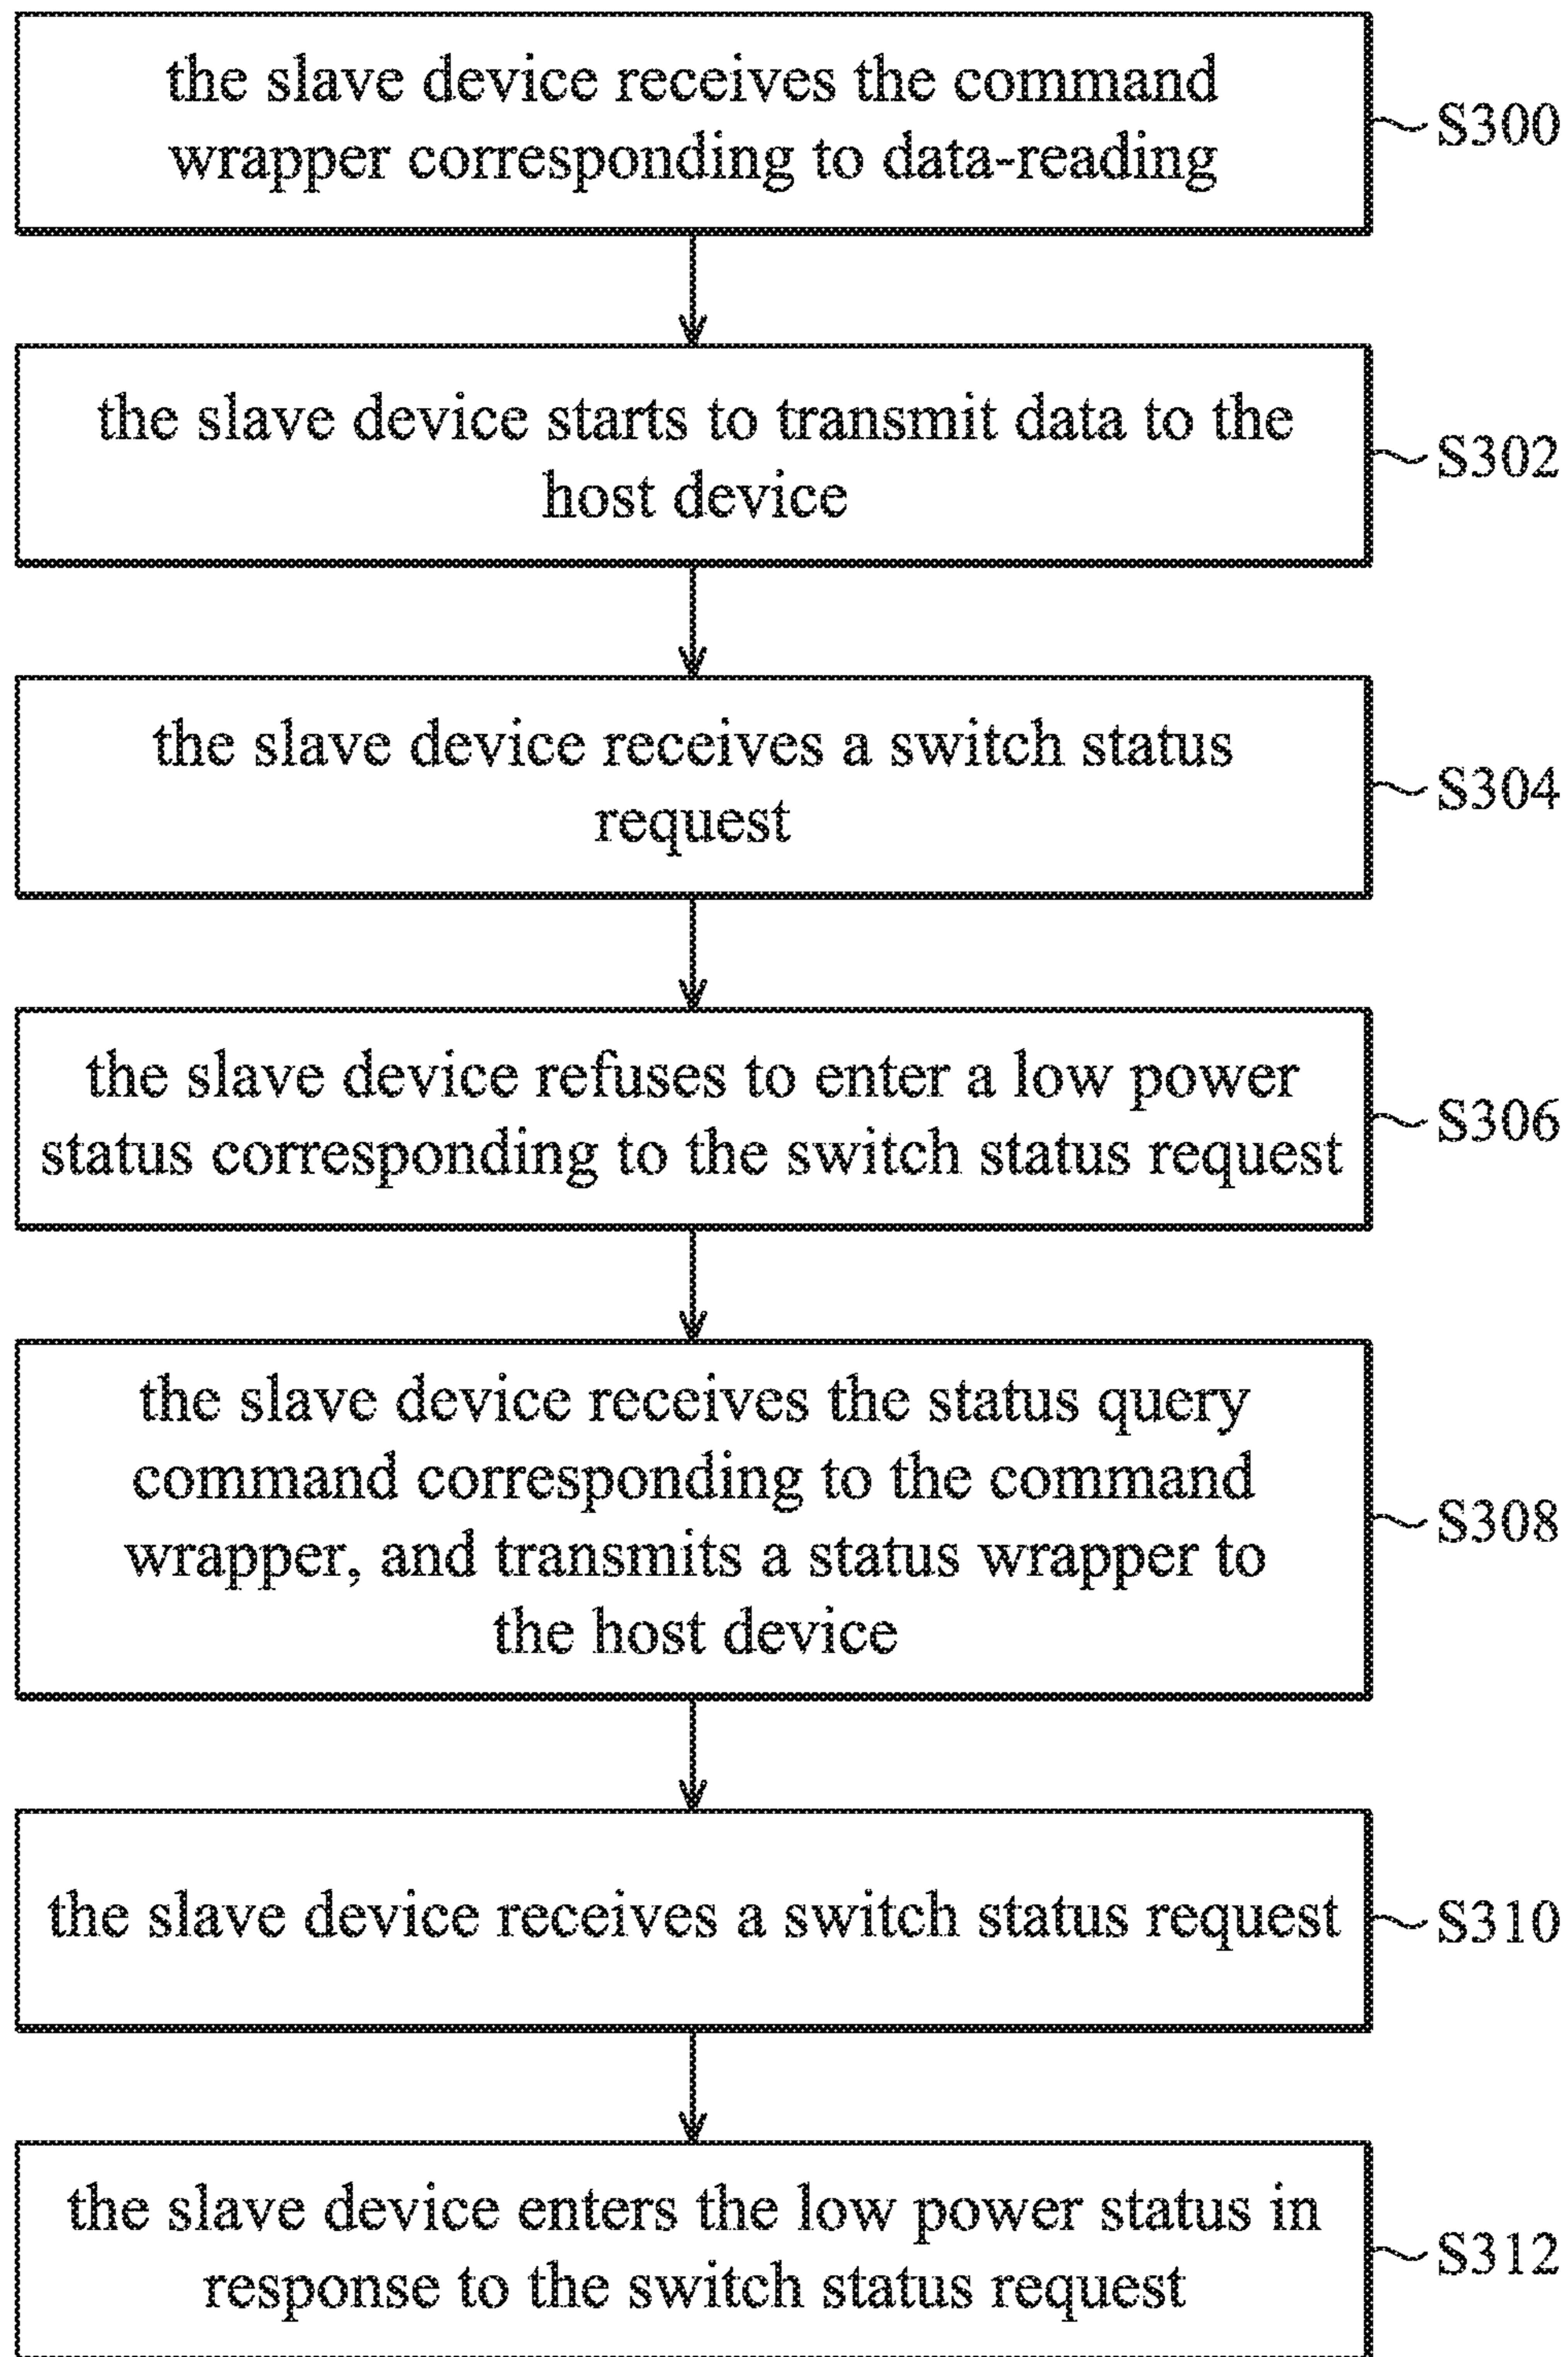 the slave device receives the command
wrapper corresponding to data-reading
S300
the slave device starts to transmit data to the
host device
S302
the slave device receives a switch status
request
S304
the slave device refuses to enter a low power
status corresponding to the switch status request
S306
the slave device receives the status query
command corresponding to the command
wrapper, and transmits a status wrapper to
the host device
S308
the slave device receives a switch status request
S310
the slave device enters the low power status in
response to the switch status request
S312